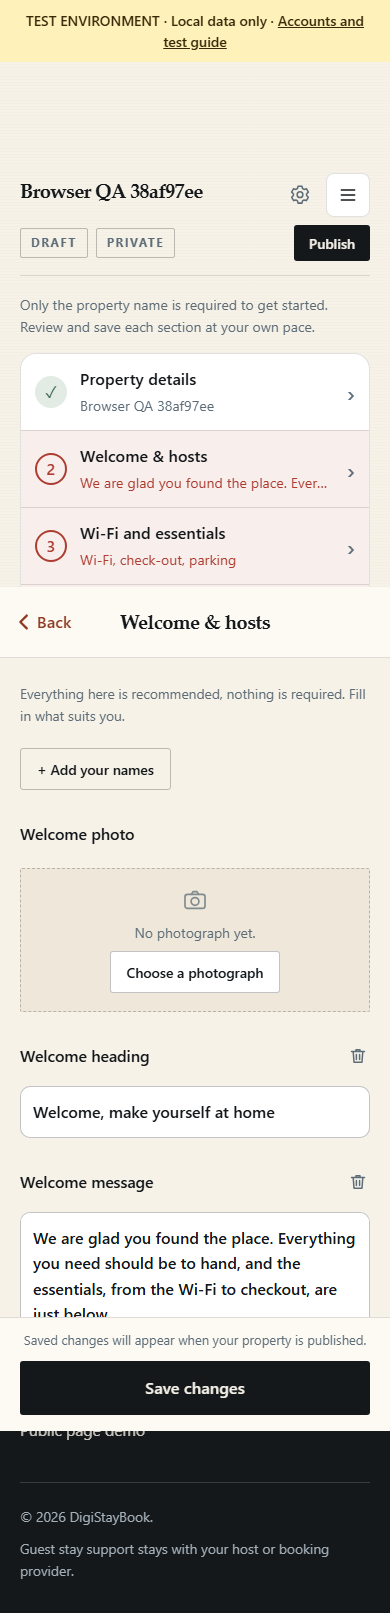 TEST ENVIRONMENT · Local data only · Accounts and
test guide
Browser QA 38af97ee
DRAFT
PRIVATE
Publish
Only the property name is required to get started.
Review and save each section at your own pace.
✓
Property details
Browser QA 38af97ee
›
2
Welcome & hosts
We are glad you found the place. Ever...
›
3
Wi-Fi and essentials
Wi-Fi, check-out, parking
›
Back
Welcome & hosts
Everything here is recommended, nothing is required. Fill
in what suits you.
+ Add your names
Welcome photo
No photograph yet.
Choose a photograph
Welcome heading
Welcome, make yourself at home
Welcome message
We are glad you found the place. Everything
you need should be to hand, and the
essentials, from the Wi-Fi to checkout, are
just below
Saved changes will appear when your property is published.
Save changes
Public page demo
© 2026 DigiStayBook.
Guest stay support stays with your host or booking
provider.